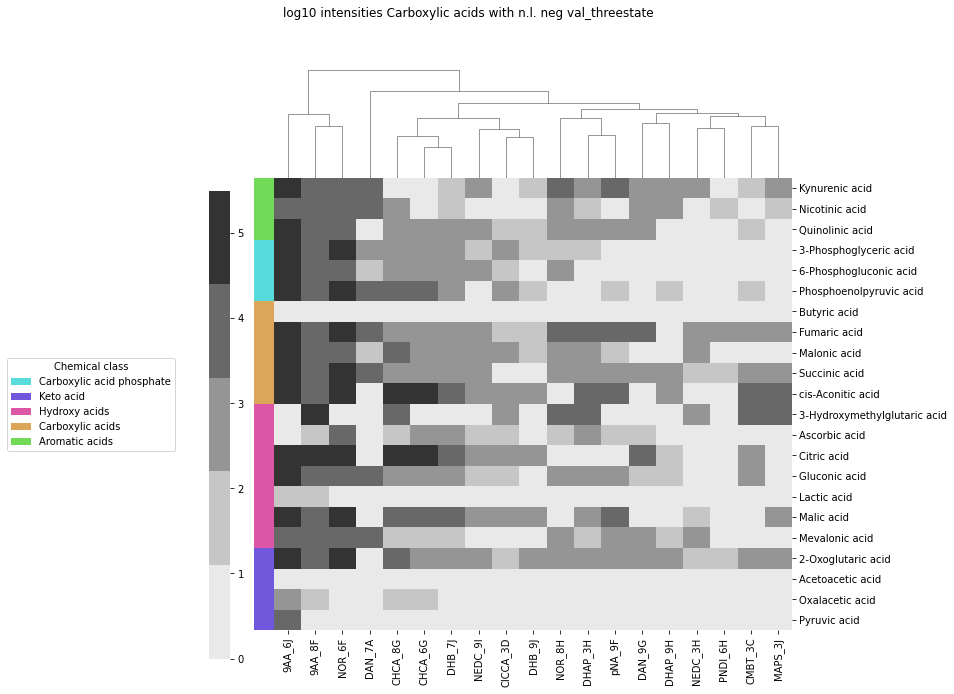 log10 intensities Carboxylic acids with n.l. neg val_threestate
Kynurenic acid
Nicotinic acid
Quinolinic acid
3-Phosphoglyceric acid
6-Phosphogluconic acid
Phosphoenolpyruvic acid
Butyric acid
Fumaric acid
Malonic acid
Succinic acid
cis-Aconitic acid
3-Hydroxymethylglutaric acid
Ascorbic acid
Citric acid
Gluconic acid
Lactic acid
Malic acid
Mevalonic acid
2-Oxoglutaric acid
Acetoacetic acid
Oxalacetic acid
Pyruvic acid
5
4
3
2
1
0
Chemical class
Carboxylic acid phosphate
Keto acid
Hydroxy acids
Carboxylic acids
Aromatic acids
9AA_6J
9AA_8F
NOR_6F
DAN_7A
CHCA_8G
CHCA_6G
DHB_7J
NEDC_9I
ClCCA_3D
DHB_9J
NOR_8H
DHAP_3H
pNA_9F
DAN_9G
DHAP_9H
NEDC_3H
PNDI_6H
CMBT_3C
MAPS_3J